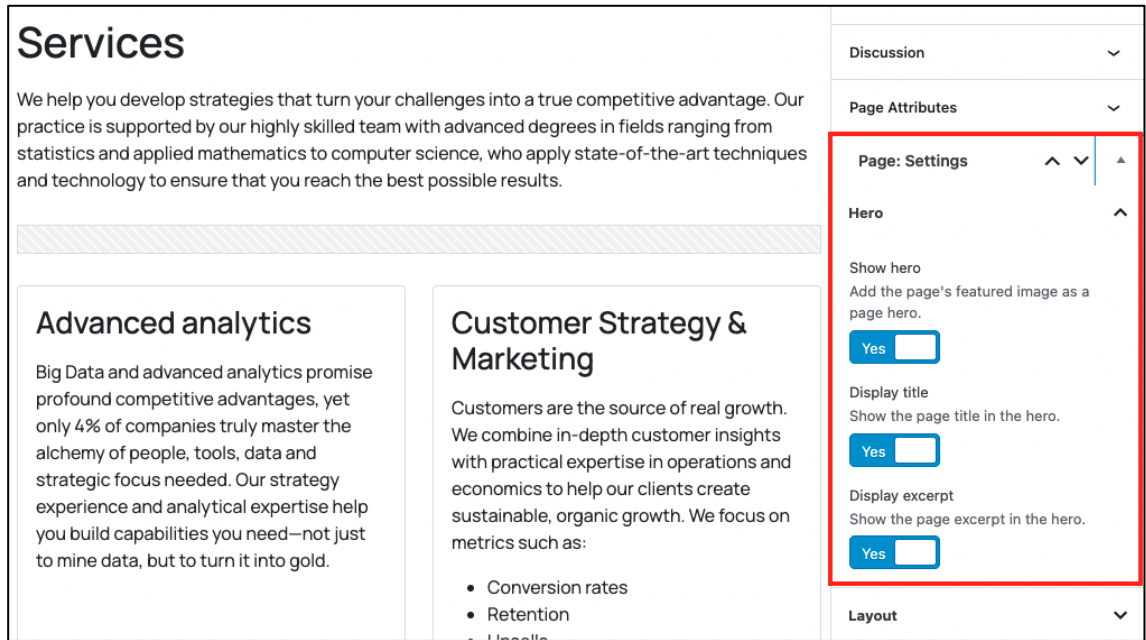 Services
We help you develop strategies that turn your challenges into a true competitive advantage. Our
practice is supported by our highly skilled team with advanced degrees in fields ranging from
statistics and applied mathematics to computer science, who apply state-of-the-art techniques
and technology to ensure that you reach the best possible results.
Advanced analytics
Big Data and advanced analytics promise
profound competitive advantages, yet
only 4% of companies truly master the
alchemy of people, tools, data and
strategic focus needed. Our strategy
experience and analytical expertise help
you build capabilities you need—not just
to mine data, but to turn it into gold.
Customer Strategy &
Marketing
Customers are the source of real growth.
We combine in-depth customer insights
with practical expertise in operations and
economics to help our clients create
sustainable, organic growth. We focus on
metrics such as:
• Conversion rates
• Retention
Discussion
Page Attributes
Page: Settings
Hero
Show hero
Add the page's featured image as a
page hero.
Yes
Display title
Show the page title in the hero.
Yes
Display excerpt
Show the page excerpt in the hero.
Yes
Layout